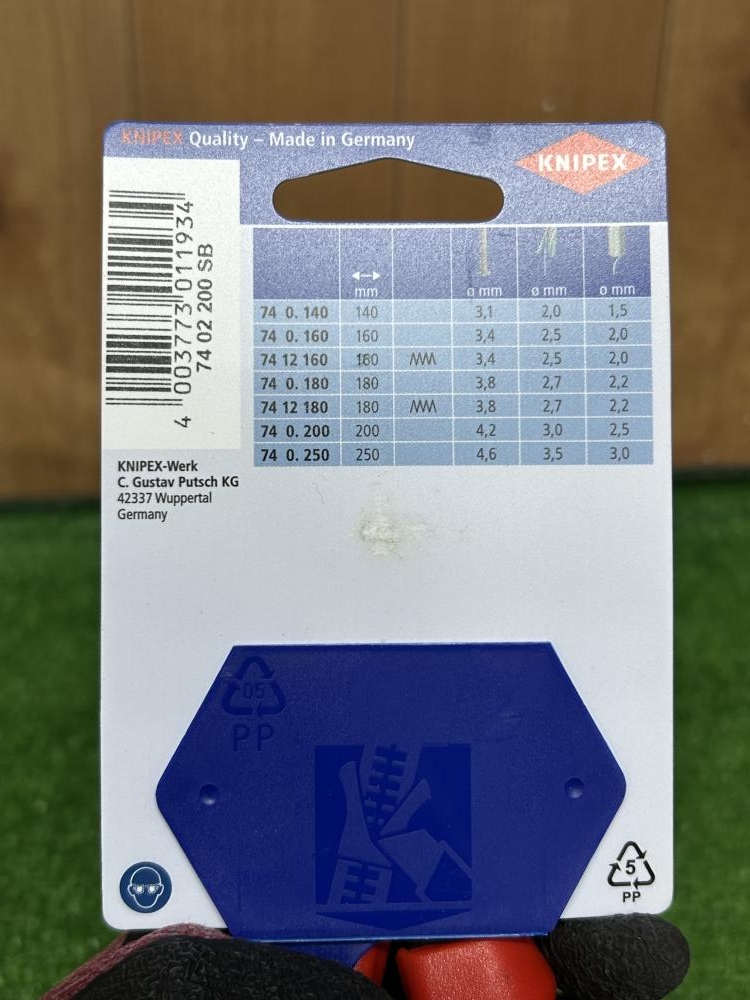 KNIPEX Quality – Made in Germany
KNIPEX
4 003773 011934
74 02 200 SB
mm ø mm ø mm ø mm
74 0. 140 140 3,1 2,0 1,5
74 0. 160 160 3,4 2,5 2,0
74 12 160 160 3,4 2,5 2,0
74 0. 180 180 3,8 2,7 2,2
74 12 180 180 3,8 2,7 2,2
74 0. 200 200 4,2 3,0 2,5
74 0. 250 250 4,6 3,5 3,0
KNIPEX-Werk
C. Gustav Putsch KG
42337 Wuppertal
Germany
05
PP
5
PP